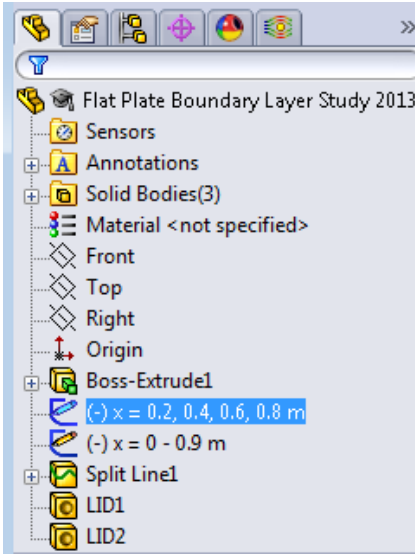 Flat Plate Boundary Layer Study 2013
Sensors
A Annotations
Solid Bodies(3)
Material <not specified>
Front
Top
Right
Origin
Boss-Extrude1
(-) x = 0.2, 0.4, 0.6, 0.8 m
(-) x = 0 - 0.9 m
Split Line1
LID1
LID2